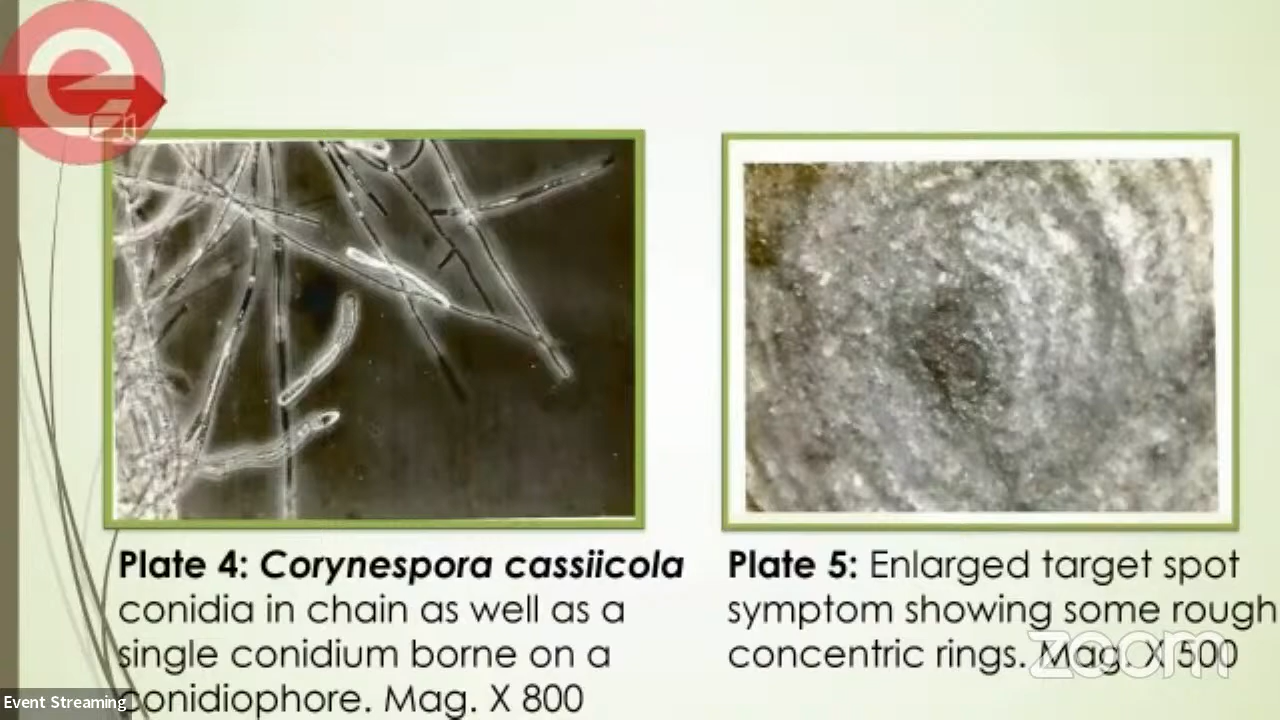 Plate 4: Corynespora cassiicola
conidia in chain as well as a
single conidium borne on a
conidiophore. Mag. X 800
Plate 5: Enlarged target spot
symptom showing some rough
concentric rings. Mag. X 500
zoom
Event Streaming